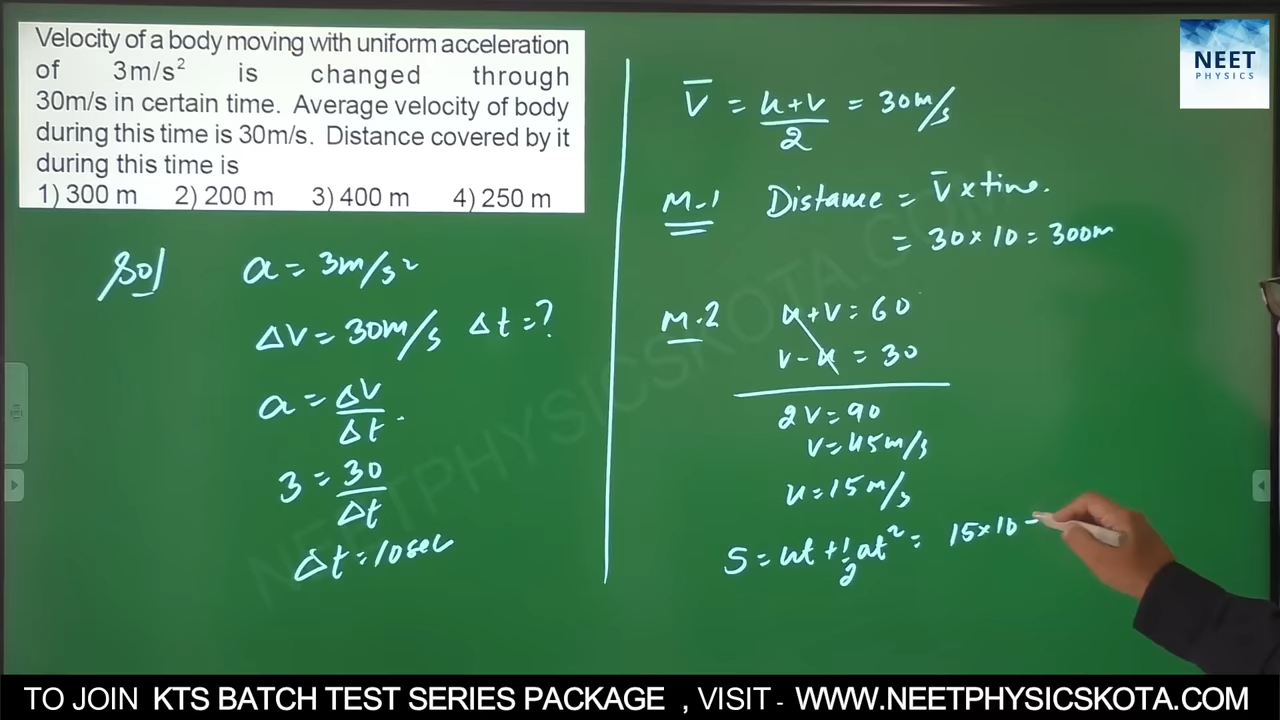 Velocity of a body moving with uniform acceleration
of 3m/s² is changed through
30m/s in certain time. Average velocity of body
during this time is 30m/s. Distance covered by it
during this time is
1) 300 m 2) 200 m 3) 400 m 4) 250 m
NEET
PHYSICS
Sol a = 3m/s²
ΔV = 30m/s Δt = ?
a = ΔV/Δt
3 = 30/Δt
Δt = 10sec
V̅ = u+v/2 = 30m/s
M-1 Distance = V̅ × time.
= 30 × 10 = 300m
M-2 u+v = 60
v-u = 30
2v = 90
v = 45m/s
u = 15m/s
S = ut + ½at² = 15×10
NEETPHYSICSKOTA.COM
TO JOIN KTS BATCH TEST SERIES PACKAGE , VISIT - WWW.NEETPHYSICSKOTA.COM